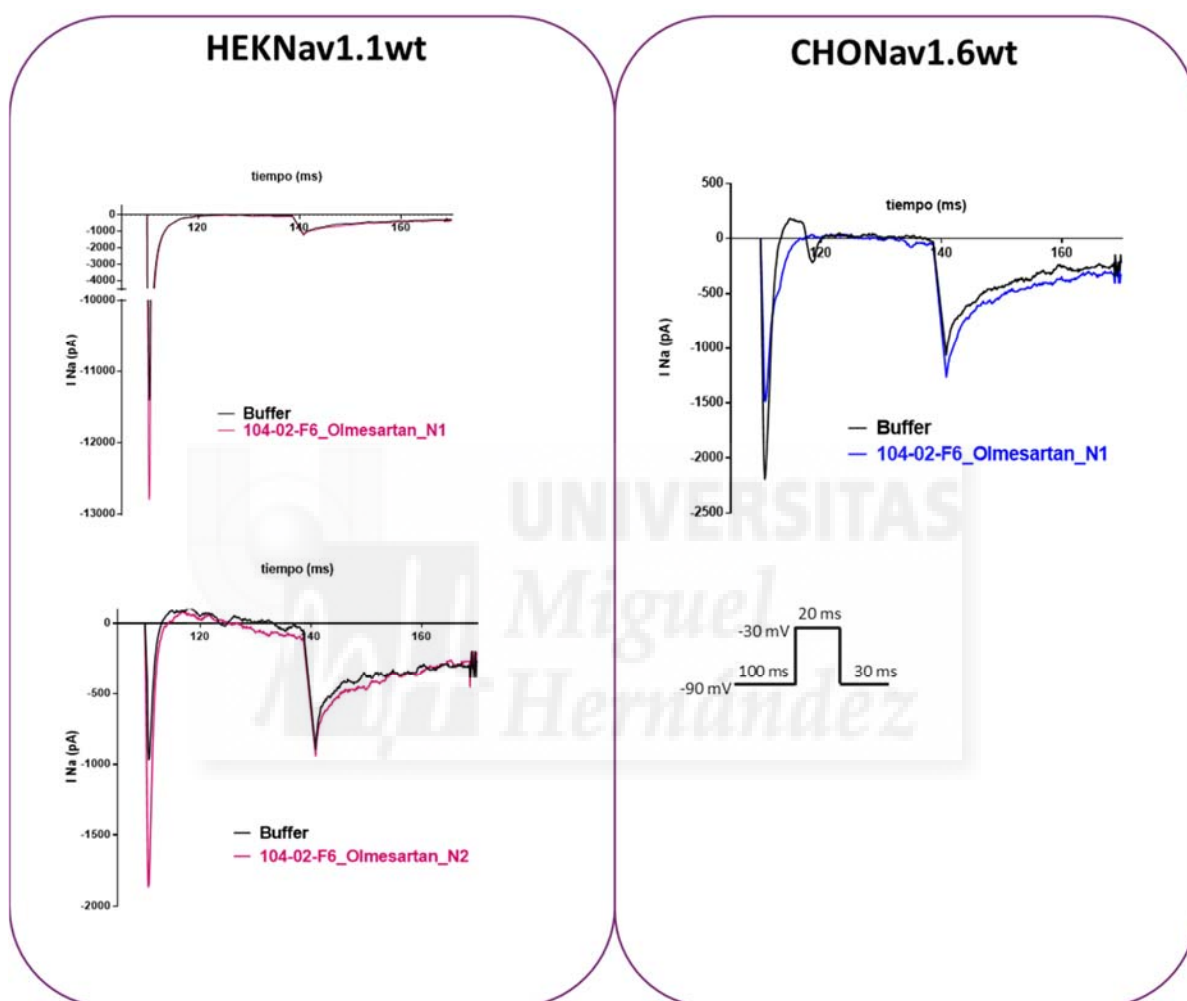 HEKNav1.1wt
tiempo (ms)
0
-1000
-2000
-3000
-4000
120
160
-10000
-11000
-12000
-13000
I Na (pA)
Buffer
104-02-F6_Olmesartan_N1
tiempo (ms)
0
-500
-1000
-1500
-2000
120
140
160
I Na (pA)
Buffer
104-02-F6_Olmesartan_N2
CHONav1.6wt
500
0
-500
-1000
-1500
-2000
-2500
tiempo (ms)
120
140
160
I Na (pA)
Buffer
104-02-F6_Olmesartan_N1
20 ms
-30 mV
100 ms
30 ms
-90 mV
UNIVERSITAS
Miguel
Hernández